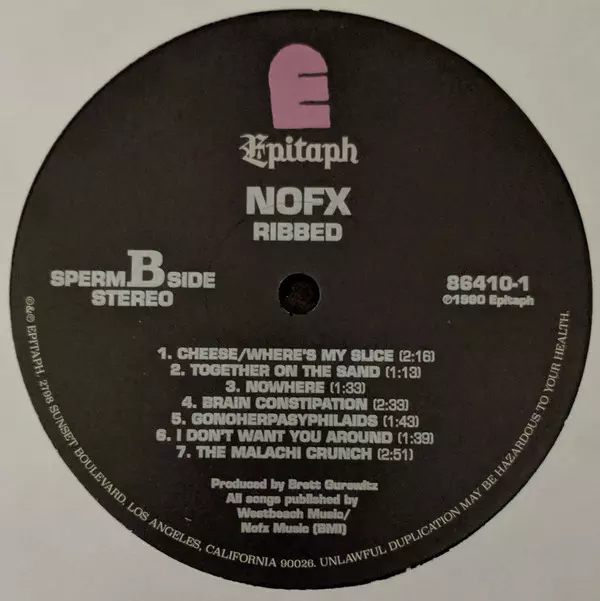 Epitaph
NOFX
RIBBED
SPERM B SIDE
STEREO
86410-1
℗1990 Epitaph
1. CHEESE/WHERE'S MY SLICE (2:16)
2. TOGETHER ON THE SAND (1:13)
3. NOWHERE (1:33)
4. BRAIN CONSTIPATION (2:33)
5. GONOHERPASYPHILAIDS (1:43)
6. I DON'T WANT YOU AROUND (1:39)
7. THE MALACHI CRUNCH (2:51)
Produced by Brett Gurewitz
All songs published by
Westbeach Music/
Nofx Music (BMI)
©&℗ EPITAPH, 2798 SUNSET BOULEVARD, LOS ANGELES, CALIFORNIA 90026. UNLAWFUL DUPLICATION MAY BE HAZARDOUS TO YOUR HEALTH.